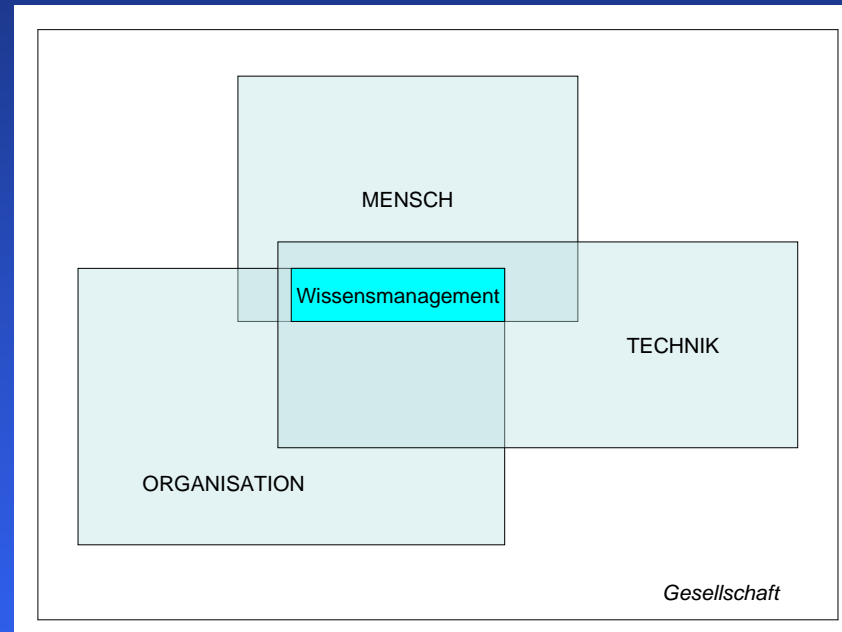 MENSCH
Wissensmanagement
TECHNIK
ORGANISATION
Gesellschaft